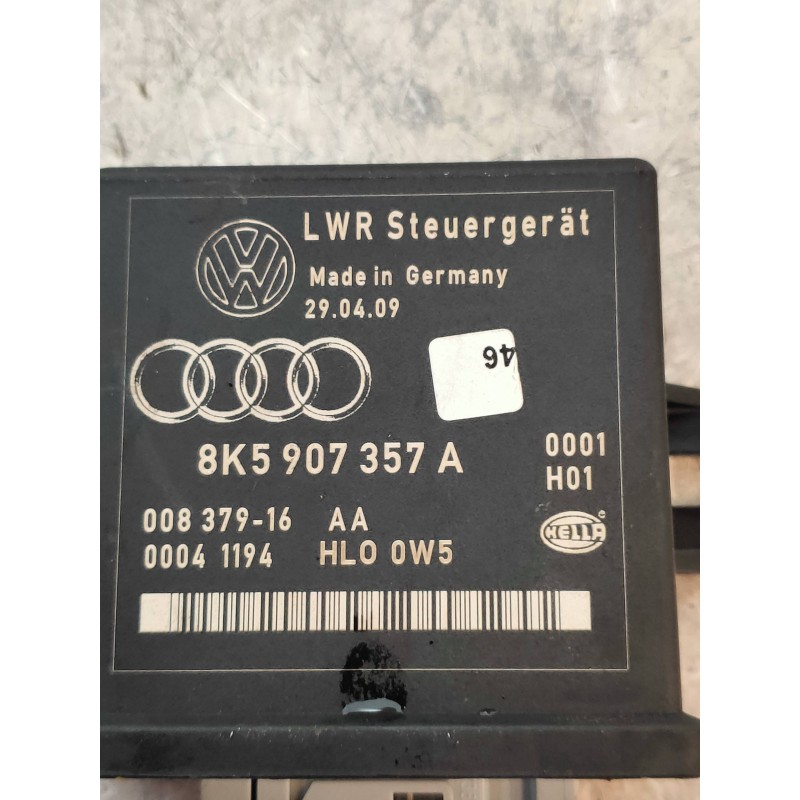 LWR Steuergerät
Made in Germany
29.04.09
46
8K5 907 357 A
0001
H01
008 379-16 AA
0004 1194 HLO 0W5
HELLA